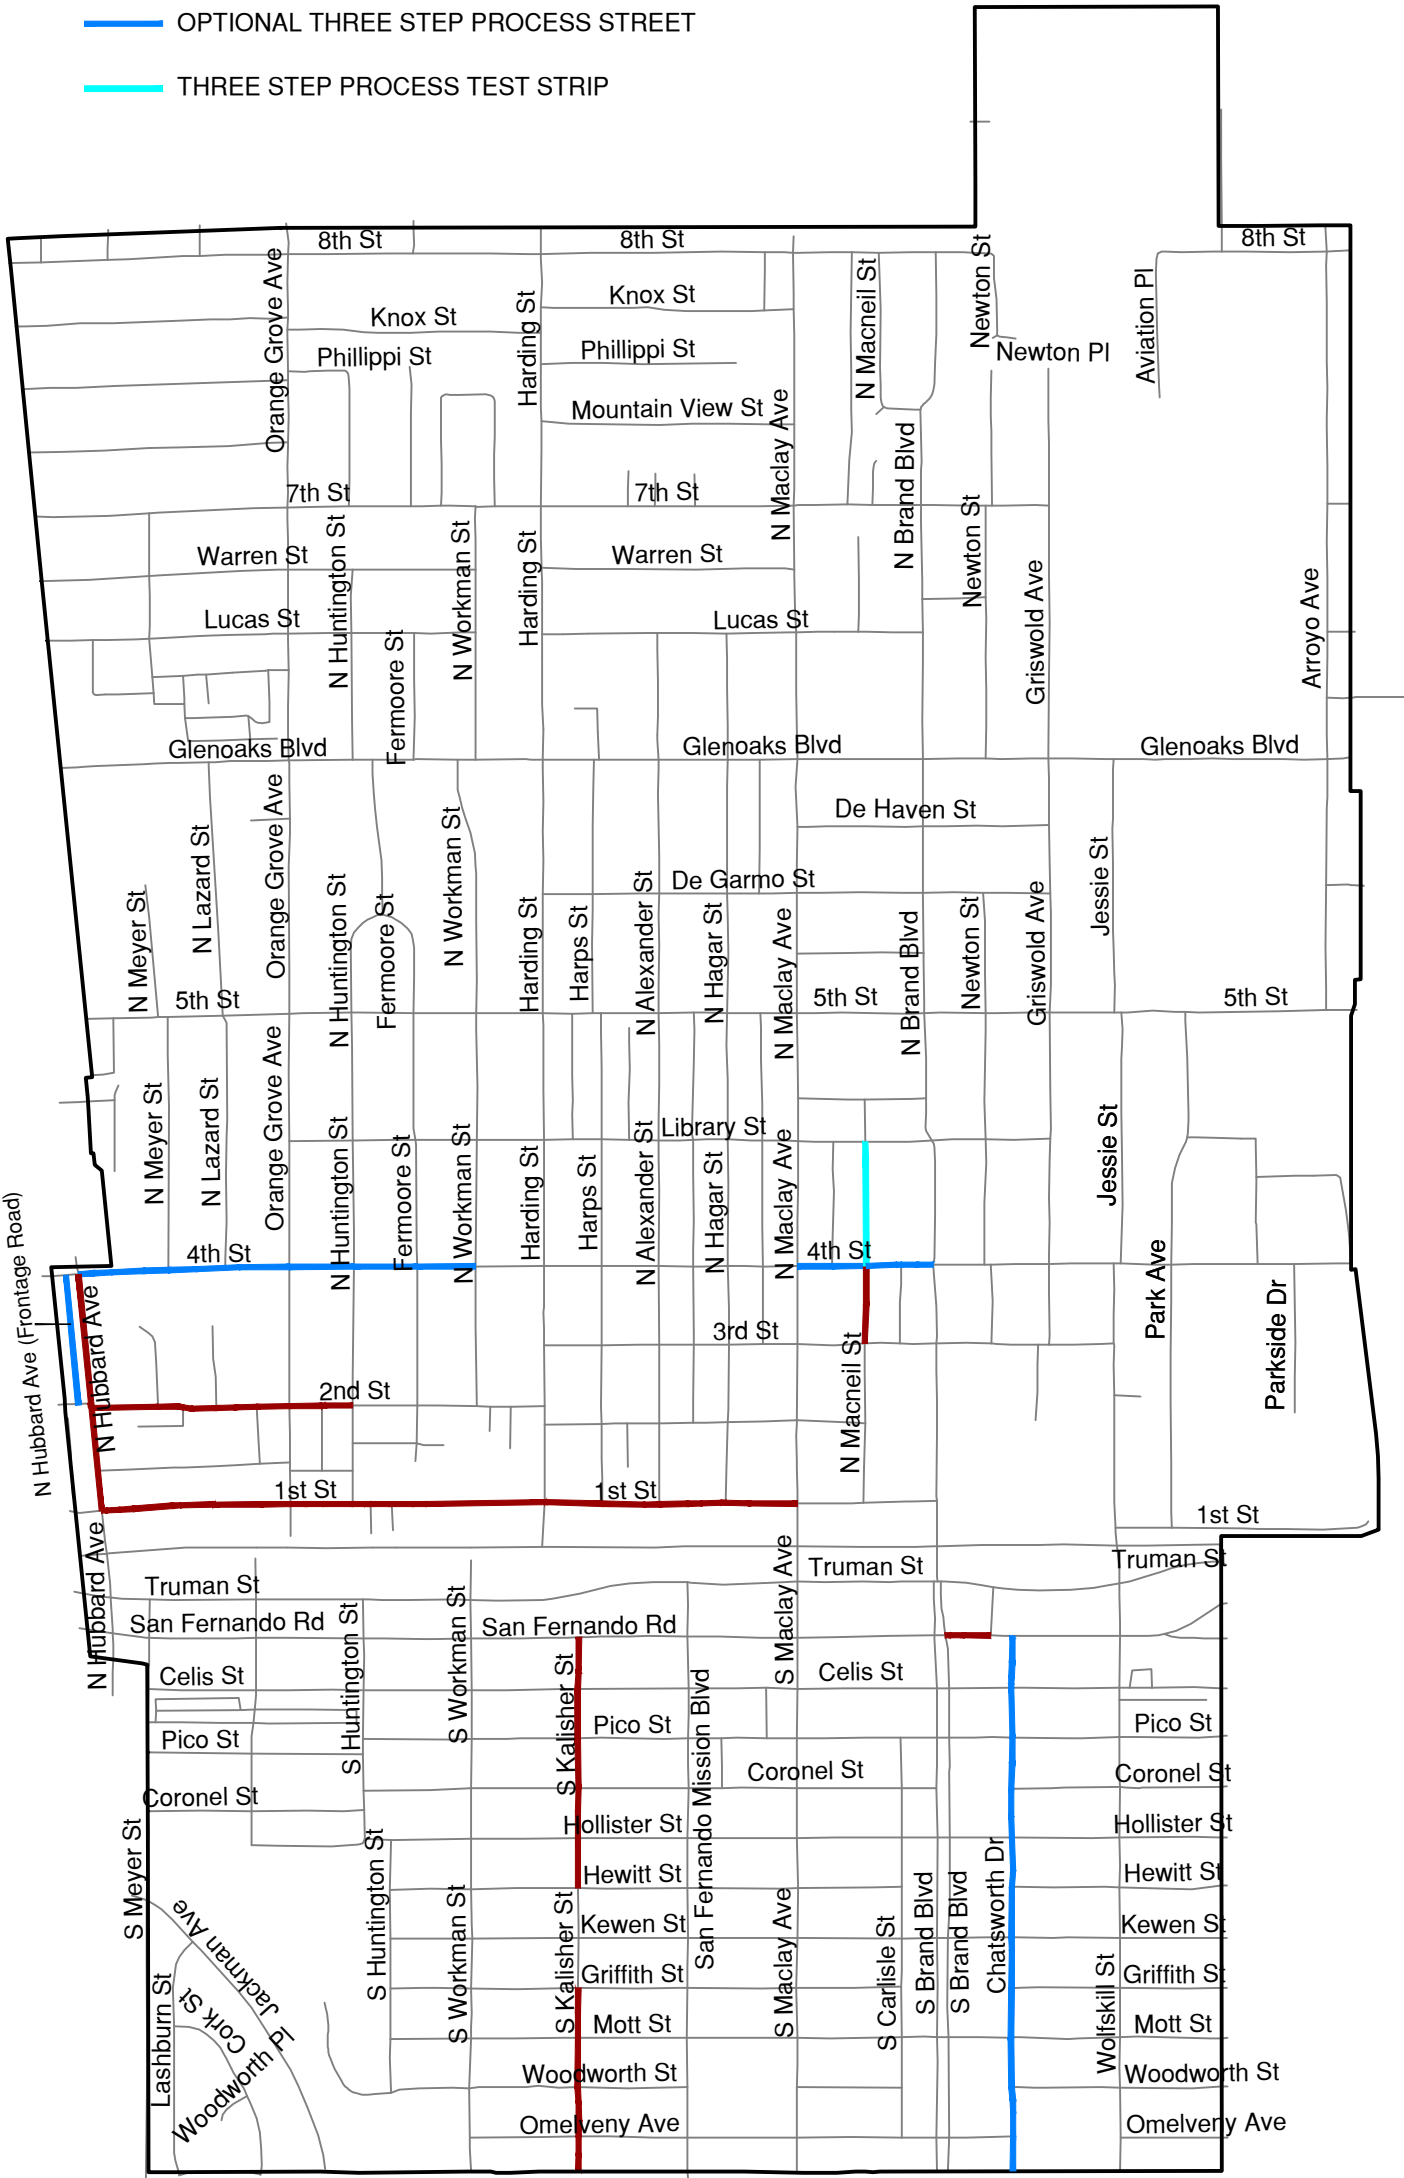 OPTIONAL THREE STEP PROCESS STREET
THREE STEP PROCESS TEST STRIP
8th St
8th St
8th St
Orange Grove Ave
Knox St
Knox St
Harding St
N Macneil St
Newton St
Aviation Pl
Phillippi St
Phillippi St
Newton Pl
Mountain View St
N Maclay Ave
N Brand Blvd
7th St
7th St
Newton St
Warren St
Warren St
N Huntington St
N Workman St
Harding St
Griswold Ave
Arroyo Ave
Lucas St
Lucas St
Fermoore St
Glenoaks Blvd
Glenoaks Blvd
Glenoaks Blvd
De Haven St
N Lazard St
Orange Grove Ave
N Workman St
Jessie St
De Garmo St
N Meyer St
N Huntington St
Fermoore St
Harding St
Harps St
N Alexander St
N Hagar St
N Maclay Ave
N Brand Blvd
Newton St
Griswold Ave
5th St
5th St
5th St
N Meyer St
N Lazard St
Orange Grove Ave
N Huntington St
Fermoore St
N Workman St
Harding St
Harps St
N Alexander St
Library St
N Hagar St
N Maclay Ave
Jessie St
4th St
4th St
N Hubbard Ave (Frontage Road)
N Hubbard Ave
3rd St
N Macneil St
Park Ave
Parkside Dr
2nd St
1st St
1st St
1st St
N Hubbard Ave
Truman St
Truman St
Truman St
San Fernando Rd
San Fernando Rd
S Huntington St
S Workman St
S Kalisher St
S Maclay Ave
Celis St
Celis St
San Fernando Mission Blvd
Pico St
Pico St
Pico St
Coronel St
Coronel St
Coronel St
S Meyer St
Hollister St
Hollister St
S Huntington St
Hewitt St
Hewitt St
S Workman St
S Kalisher St
S Maclay Ave
S Carlisle St
S Brand Blvd
S Brand Blvd
Chatsworth Dr
Kewen St
Kewen St
Jackman Ave
Griffith St
Griffith St
Wolfskill St
Lashburn St
Cork St
Mott St
Mott St
Woodworth Pl
Woodworth St
Woodworth St
Omelveny Ave
Omelveny Ave